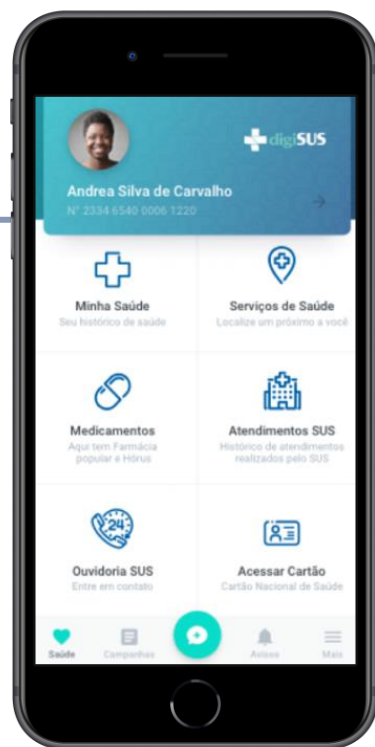 digiSUS
Andrea Silva de Carvalho
N° 2334 6540 0006 1220
Minha Saúde
Seu histórico de saúde
Serviços de Saúde
Localize um próximo a você
Medicamentos
Aqui tem Farmácia
popular e Hórus
Atendimentos SUS
Histórico de atendimentos
realizados pelo SUS
24
Ouvidoria SUS
Entre em contato
Acessar Cartão
Cartão Nacional de Saúde
Saúde
Campanhas
Avisos
Mais